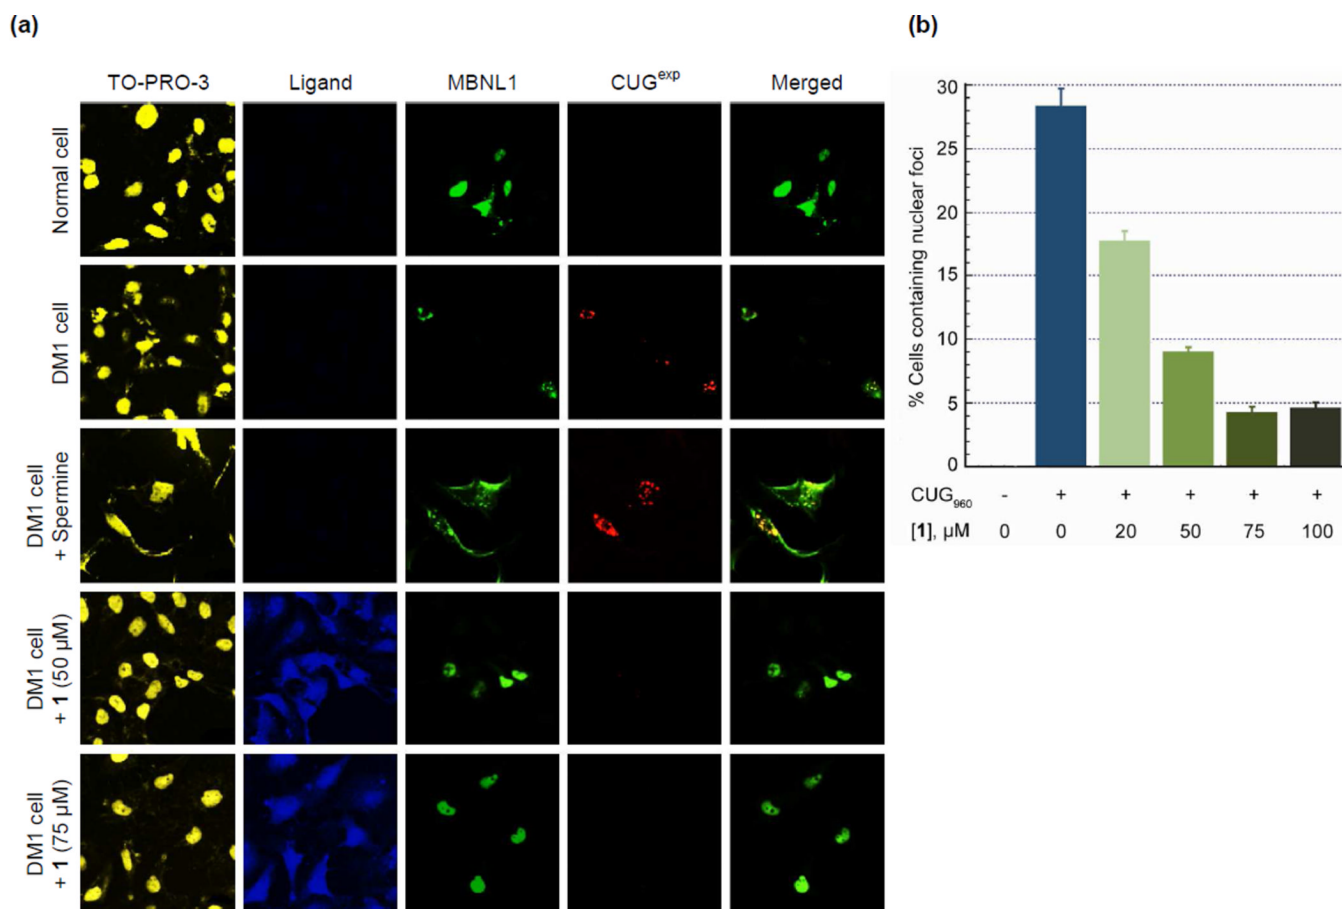 (a)
TO-PRO-3 Ligand MBNL1 CUG^exp Merged
Normal cell
DM1 cell
DM1 cell
+ Spermine
DM1 cell
+ 1 (50 µM)
DM1 cell
+ 1 (75 µM)
(b)
% Cells containing nuclear foci
30
25
20
15
10
5
0
CUG₉₆₀ - + + + + +
[1], µM 0 0 20 50 75 100